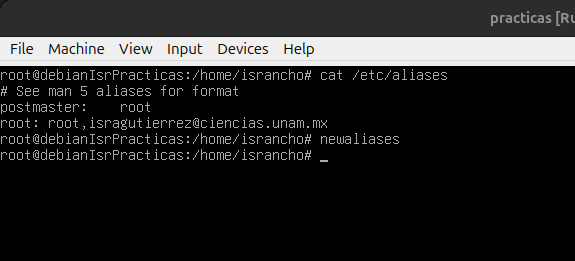 practicas [Ru
File Machine View Input Devices Help
root@debianIsrPracticas:/home/israncho# cat /etc/aliases
# See man 5 aliases for format
postmaster:    root
root: root,isragutierrez@ciencias.unam.mx
root@debianIsrPracticas:/home/israncho# newaliases
root@debianIsrPracticas:/home/israncho# _